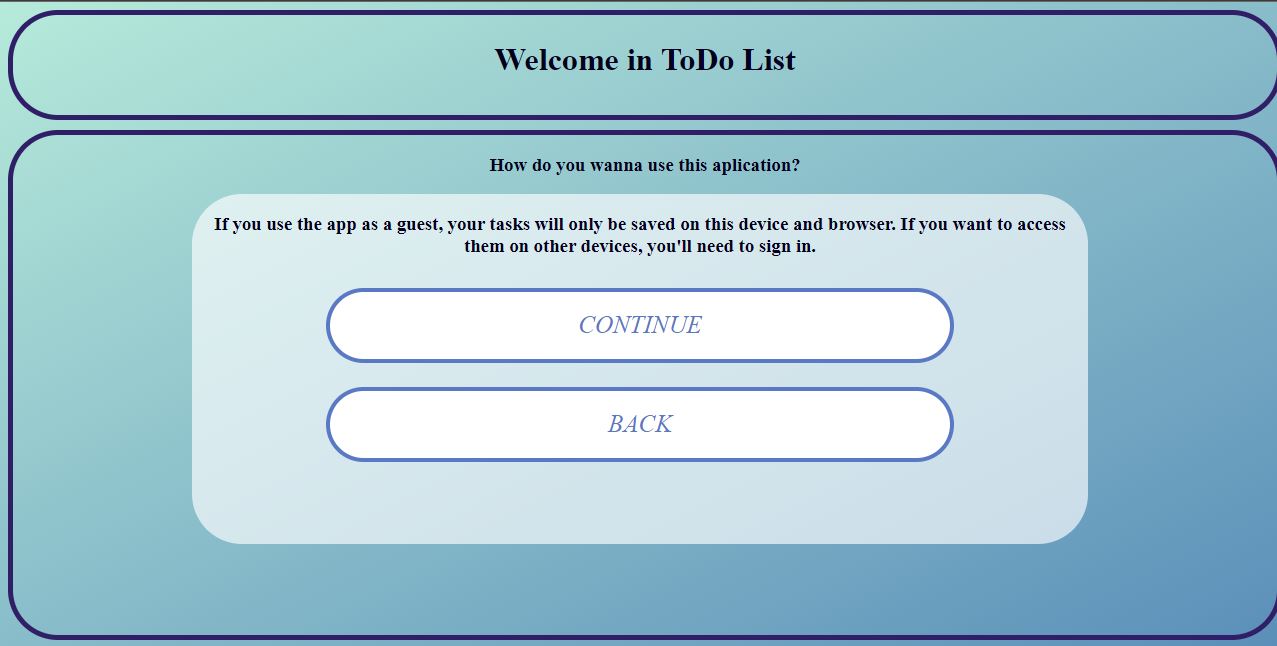 Welcome in ToDo List
How do you wanna use this aplication?
If you use the app as a guest, your tasks will only be saved on this device and browser. If you want to access
them on other devices, you'll need to sign in.
CONTINUE
BACK